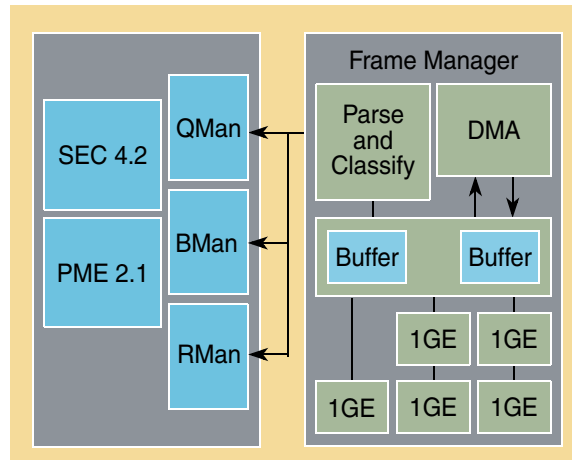 SEC 4.2
PME 2.1
QMan
BMan
RMan
Frame Manager
Parse
and
Classify
DMA
Buffer
Buffer
1GE
1GE
1GE
1GE
1GE